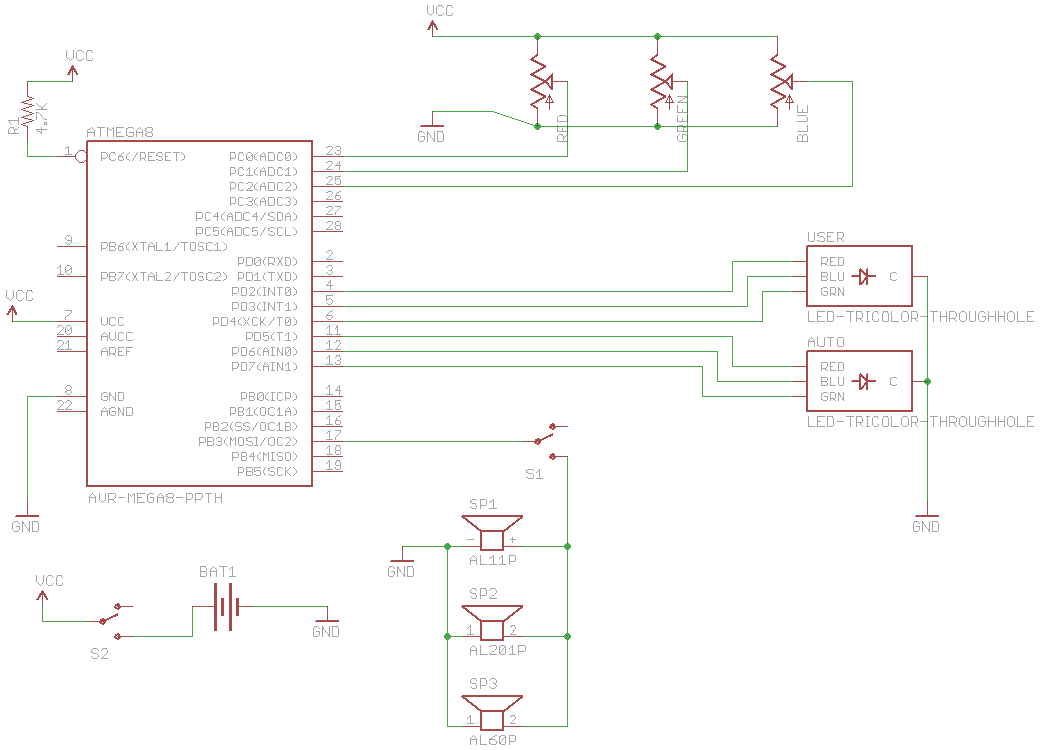 VCC
VCC
R1
4.7K
GND
RED
GREEN
BLUE
ATMEGA8
1 PC6(/RESET)
PC0(ADC0) 23
PC1(ADC1) 24
PC2(ADC2) 25
PC3(ADC3) 26
PC4(ADC4/SDA) 27
PC5(ADC5/SCL) 28
9 PB6(XTAL1/TOSC1)
PD0(RXD) 2
10 PB7(XTAL2/TOSC2) PD1(TXD) 3
PD2(INT0) 4
PD3(INT1) 5
VCC
7 VCC PD4(XCK/T0) 6
20 AVCC PD5(T1) 11
21 AREF PD6(AIN0) 12
PD7(AIN1) 13
8 GND PB0(ICP) 14
22 AGND PB1(OC1A) 15
PB2(SS/OC1B) 16
PB3(MOSI/OC2) 17
PB4(MISO) 18
PB5(SCK) 19
AVR-MEGA8-PPTH
GND
USER
RED
BLU C
GRN
LED-TRICOLOR-THROUGHHOLE
AUTO
RED
BLU C
GRN
LED-TRICOLOR-THROUGHHOLE
GND
S1
SP1
- +
AL11P
GND
SP2
1 2
AL201P
SP3
1 2
AL60P
VCC
S2
BAT1
GND